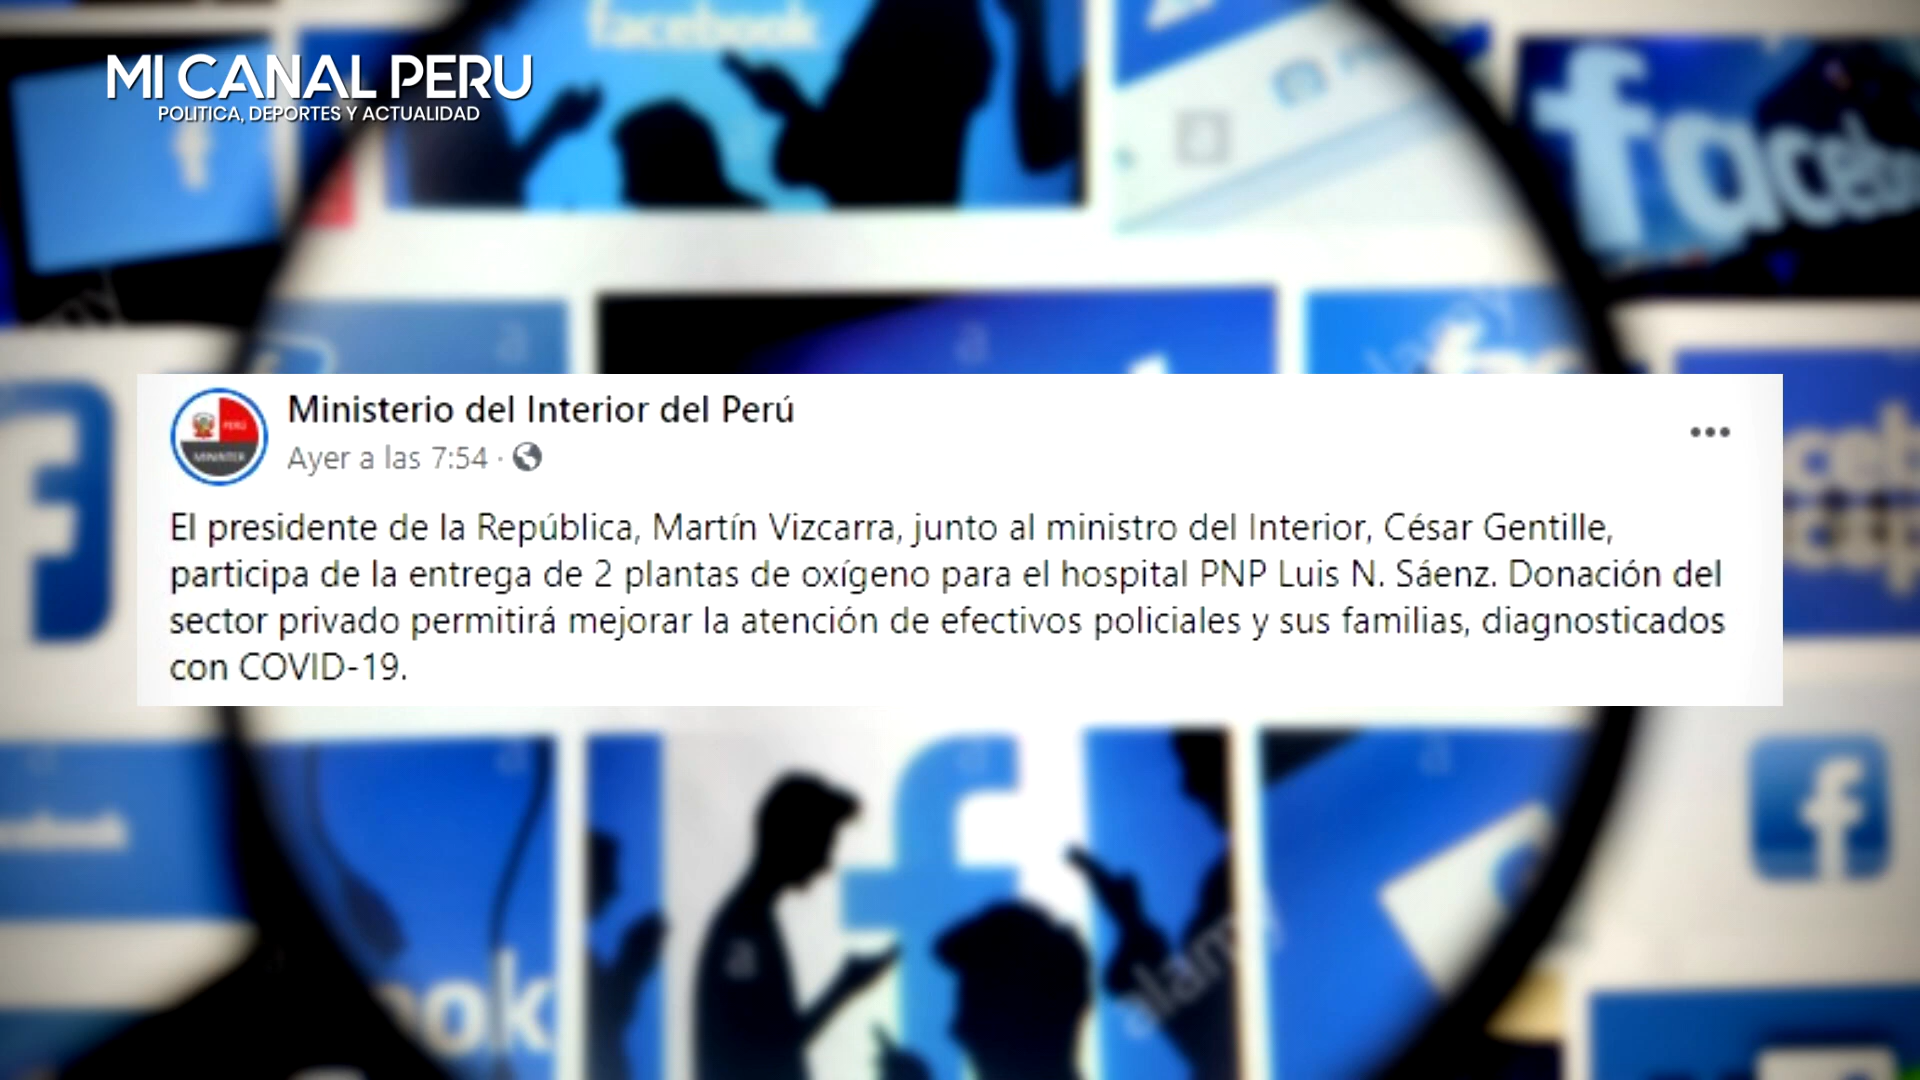 facebook
MI CANAL PERU
POLITICA, DEPORTES Y ACTUALIDAD
Ministerio del Interior del Perú
Ayer a las 7:54 ·
El presidente de la República, Martín Vizcarra, junto al ministro del Interior, César Gentille,
participa de la entrega de 2 plantas de oxígeno para el hospital PNP Luis N. Sáenz. Donación del
sector privado permitirá mejorar la atención de efectivos policiales y sus familias, diagnosticados
con COVID-19.
alamy